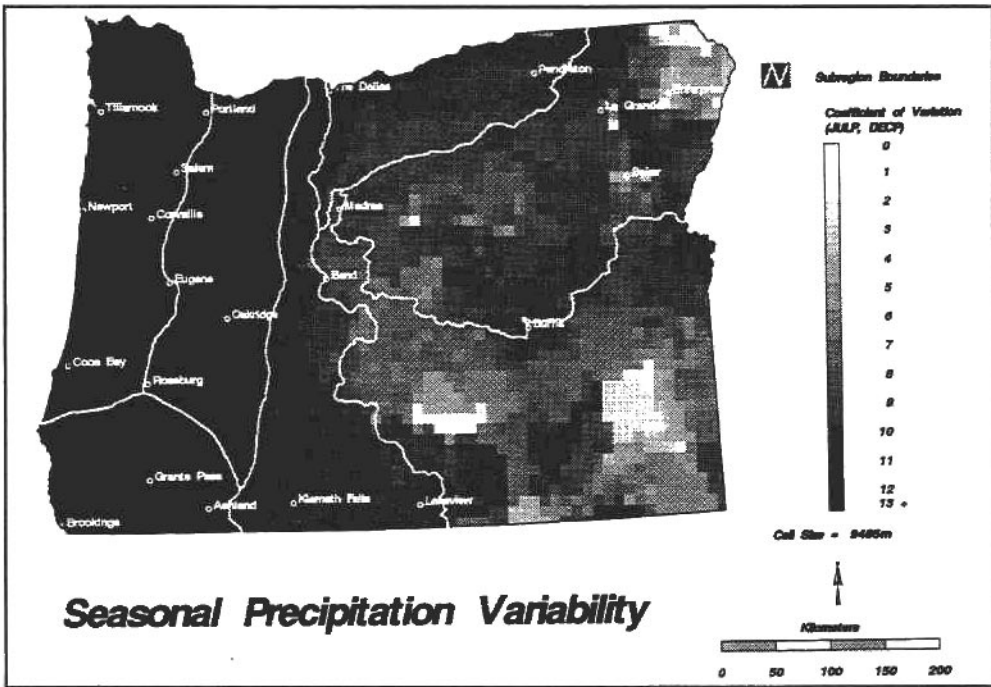 Pendleton
The Dalles
Tillamook
Portland
La Grande
Enterprise
Salem
Baker
Newport
Corvallis
Madras
Eugene
Bend
Oakridge
Burns
Coos Bay
Roseburg
Grants Pass
Ashland
Klamath Falls
Lakeview
Brookings
Subregion Boundaries
Coefficient of Variation
(JULP, DECP)
0
1
2
3
4
5
6
7
8
9
10
11
12
13 +
Cell Size = 9485m
Seasonal Precipitation Variability
Kilometers
0 50 100 150 200